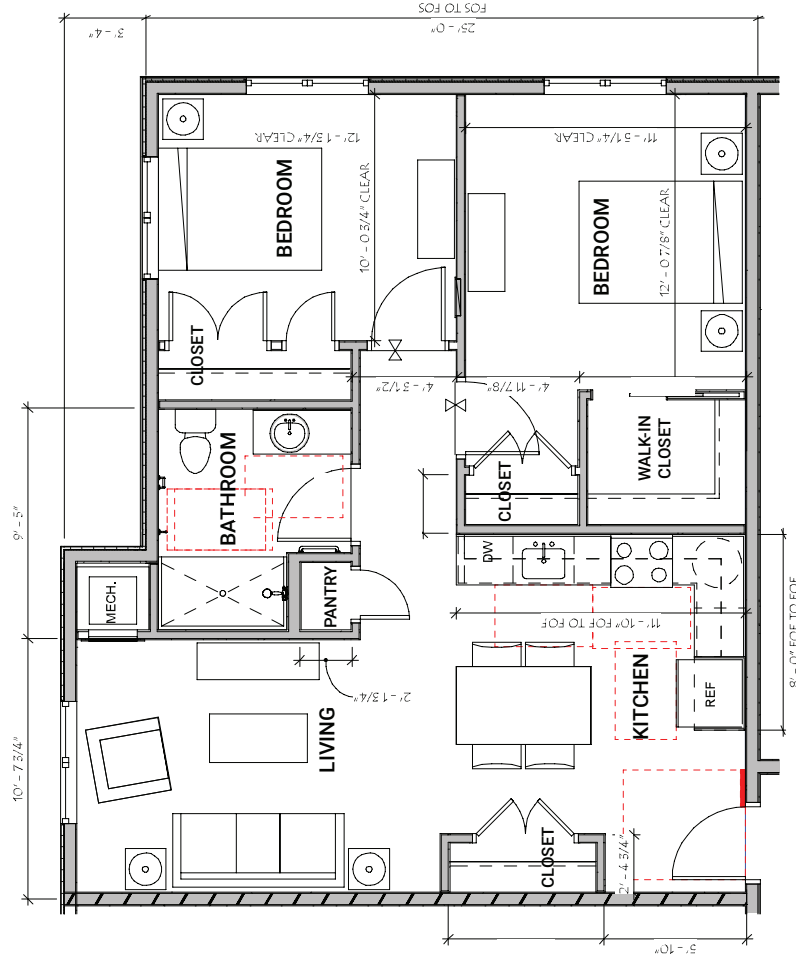 FOS TO FOS
3' - 4"
25' - 0"
12' - 1 3/4" CLEAR
11' - 5 1/4" CLEAR
BEDROOM
10' - 0 3/4" CLEAR
BEDROOM
12' - 0 7/8" CLEAR
CLOSET
4' - 3 1/2"
4' - 11 7/8"
BATHROOM
WALK-IN
CLOSET
CLOSET
9' - 5"
DW
MECH.
PANTRY
11' - 10" FOF TO FOF
8' - 0" FOF TO FOF
2' - 1 3/4"
LIVING
KITCHEN
REF
10' - 7 3/4"
CLOSET
2' - 4 3/4"
5' - 10"